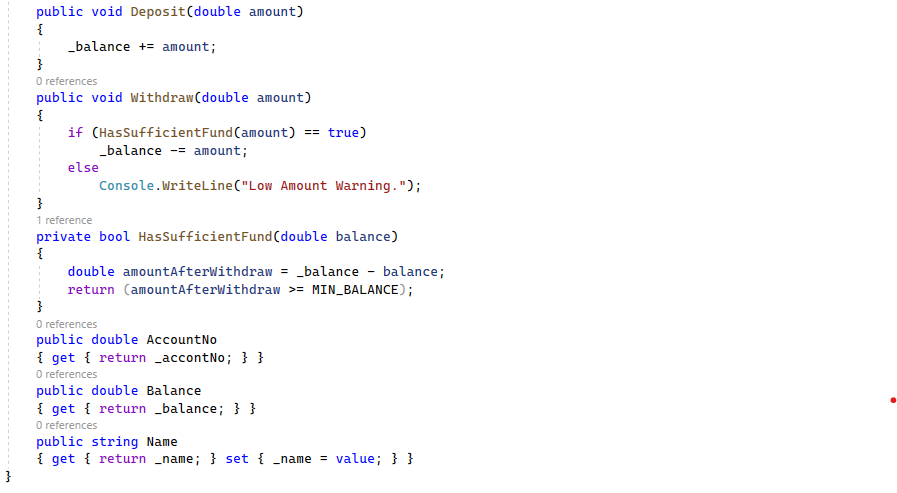 public void Deposit(double amount)
{
_balance += amount;
}
0 references
public void Withdraw(double amount)
{
if (HasSufficientFund(amount) == true)
_balance -= amount;
else
Console.WriteLine("Low Amount Warning.");
}
1 reference
private bool HasSufficientFund(double balance)
{
double amountAfterWithdraw = _balance - balance;
return (amountAfterWithdraw >= MIN_BALANCE);
}
0 references
public double AccountNo
{ get { return _accontNo; } }
0 references
public double Balance
{ get { return _balance; } }
0 references
public string Name
{ get { return _name; } set { _name = value; } }
}